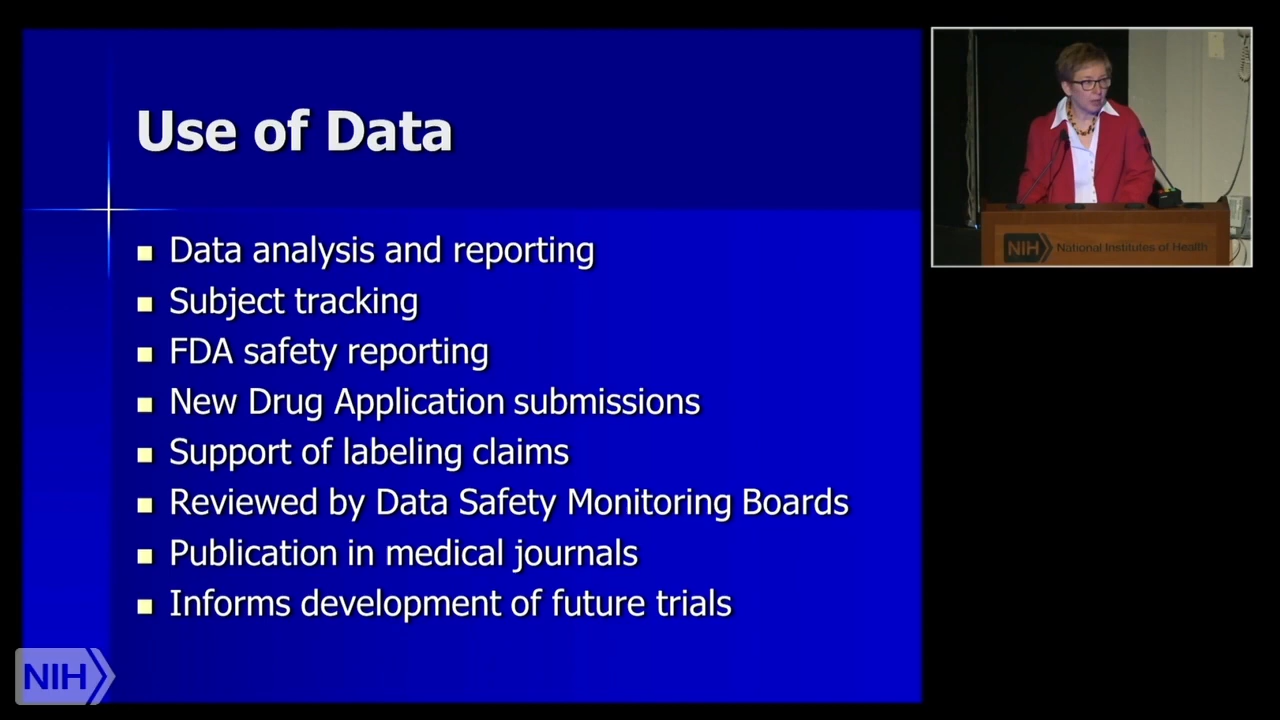 Use of Data
Data analysis and reporting
Subject tracking
FDA safety reporting
New Drug Application submissions
Support of labeling claims
Reviewed by Data Safety Monitoring Boards
Publication in medical journals
Informs development of future trials
NIH
NIH National Institutes of Health